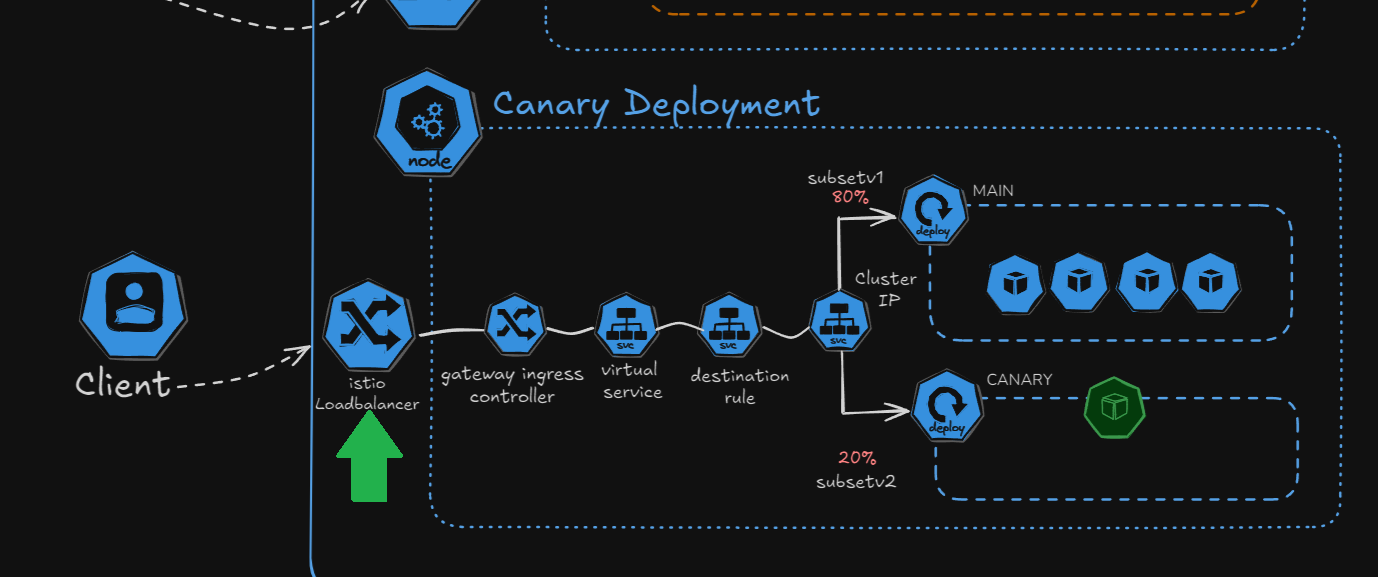 Canary Deployment
node
subsetv1
80%
MAIN
deploy
Cluster
IP
svc
svc
svc
Client
istio
Loadbalancer
gateway ingress
controller
virtual
service
destination
rule
CANARY
deploy
20%
subsetv2